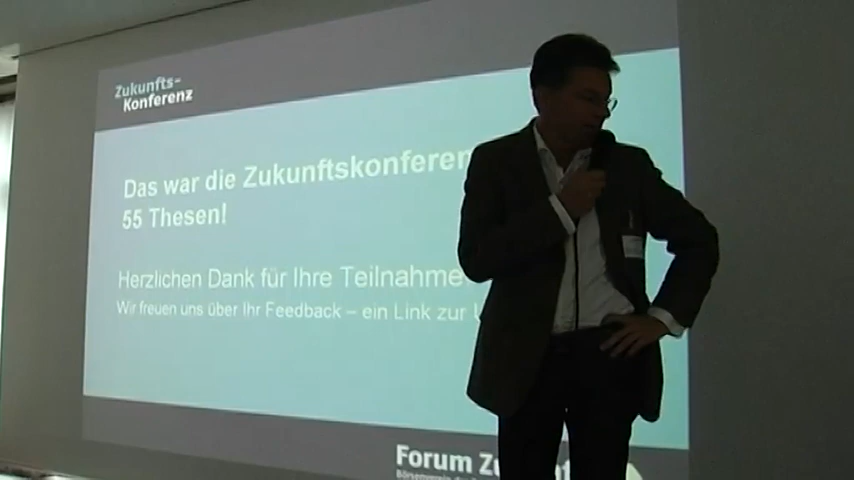 Zukunfts-
Konferenz
Das war die Zukunftskonferen
55 Thesen!
Herzlichen Dank für Ihre Teilnahme
Wir freuen uns über Ihr Feedback – ein Link zur
Forum Zu
Börsenverein